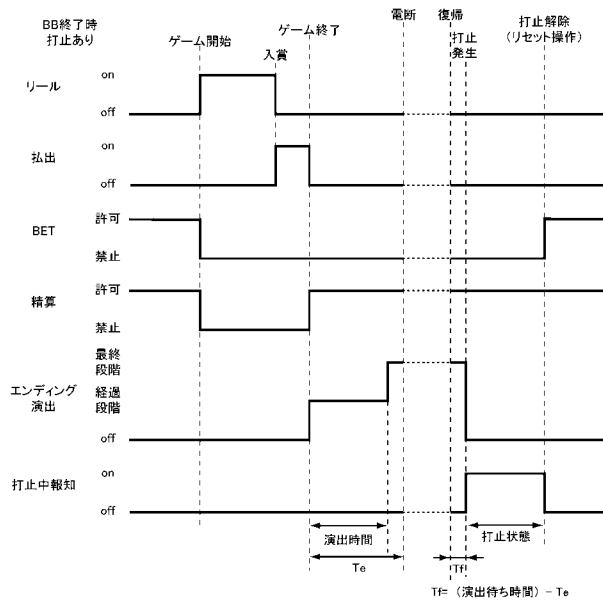 BB終了時
打止あり
ゲーム開始
入賞
ゲーム終了
電断
復帰
打止
発生
打止解除
(リセット操作)
リール
on
off
払出
on
off
BET
許可
禁止
精算
許可
禁止
エンディング
演出
最終
段階
経過
段階
off
打止中報知
on
off
演出時間
打止状態
Te
Tf
Tf= (演出待ち時間) - Te